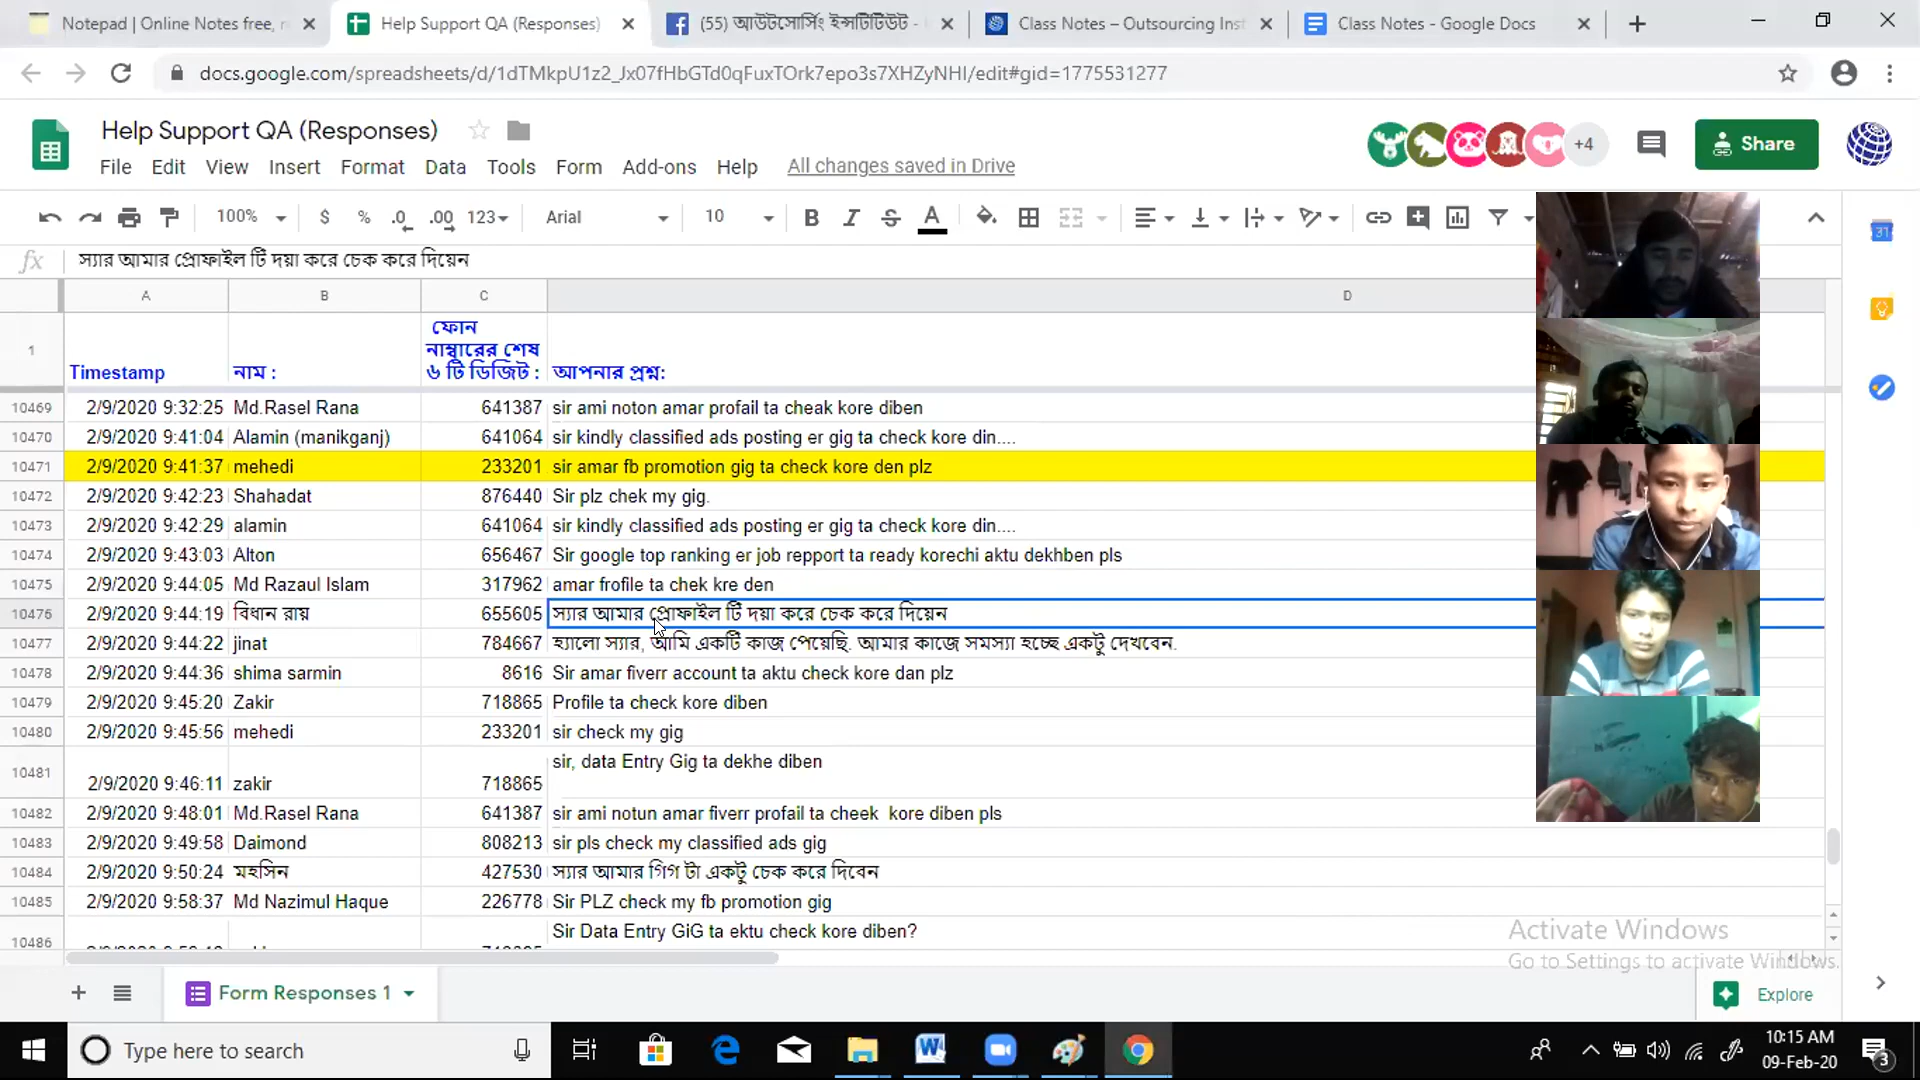 Notepad | Online Notes free, n
Help Support QA (Responses)
(55) আউটসোর্সিং ইন্সটিটিউট -
Class Notes – Outsourcing Inst
Class Notes - Google Docs
docs.google.com/spreadsheets/d/1dTMkpU1z2_Jx07fHbGTd0qFuxTOrk7epo3s7XHZyNHI/edit#gid=1775531277
Help Support QA (Responses)
+4
Share
File Edit View Insert Format Data Tools Form Add-ons Help All changes saved in Drive
100% $ % .0 .00 123 Arial 10 B I S A
fx স্যার আমার প্রোফাইল টি দয়া করে চেক করে দিয়েন
A B C D
1 Timestamp নাম : ফোন
নাম্বারের শেষ
৬ টি ডিজিট : আপনার প্রশ্ন:
10469 2/9/2020 9:32:25 Md.Rasel Rana 641387 sir ami noton amar profail ta cheak kore diben
10470 2/9/2020 9:41:04 Alamin (manikganj) 641064 sir kindly classified ads posting er gig ta check kore din....
10471 2/9/2020 9:41:37 mehedi 233201 sir amar fb promotion gig ta check kore den plz
10472 2/9/2020 9:42:23 Shahadat 876440 Sir plz chek my gig.
10473 2/9/2020 9:42:29 alamin 641064 sir kindly classified ads posting er gig ta check kore din....
10474 2/9/2020 9:43:03 Alton 656467 Sir google top ranking er job repport ta ready korechi aktu dekhben pls
10475 2/9/2020 9:44:05 Md Razaul Islam 317962 amar frofile ta chek kre den
10476 2/9/2020 9:44:19 বিধান রায় 655605 স্যার আমার প্রোফাইল টি দয়া করে চেক করে দিয়েন
10477 2/9/2020 9:44:22 jinat 784667 হ্যালো স্যার, আমি একটি কাজ পেয়েছি. আমার কাজে সমস্যা হচ্ছে একটু দেখবেন.
10478 2/9/2020 9:44:36 shima sarmin 8616 Sir amar fiverr account ta aktu check kore dan plz
10479 2/9/2020 9:45:20 Zakir 718865 Profile ta check kore diben
10480 2/9/2020 9:45:56 mehedi 233201 sir check my gig
10481 2/9/2020 9:46:11 zakir 718865 sir, data Entry Gig ta dekhe diben
10482 2/9/2020 9:48:01 Md.Rasel Rana 641387 sir ami notun amar fiverr profail ta cheek kore diben pls
10483 2/9/2020 9:49:58 Daimond 808213 sir pls check my classified ads gig
10484 2/9/2020 9:50:24 মহসিন 427530 স্যার আমার গিগ টা একটু চেক করে দিবেন
10485 2/9/2020 9:58:37 Md Nazimul Haque 226778 Sir PLZ check my fb promotion gig
10486 Sir Data Entry GiG ta ektu check kore diben?
Activate Windows
Go to Settings to activate Windows.
Form Responses 1
Explore
Type here to search
10:15 AM
09-Feb-20
3